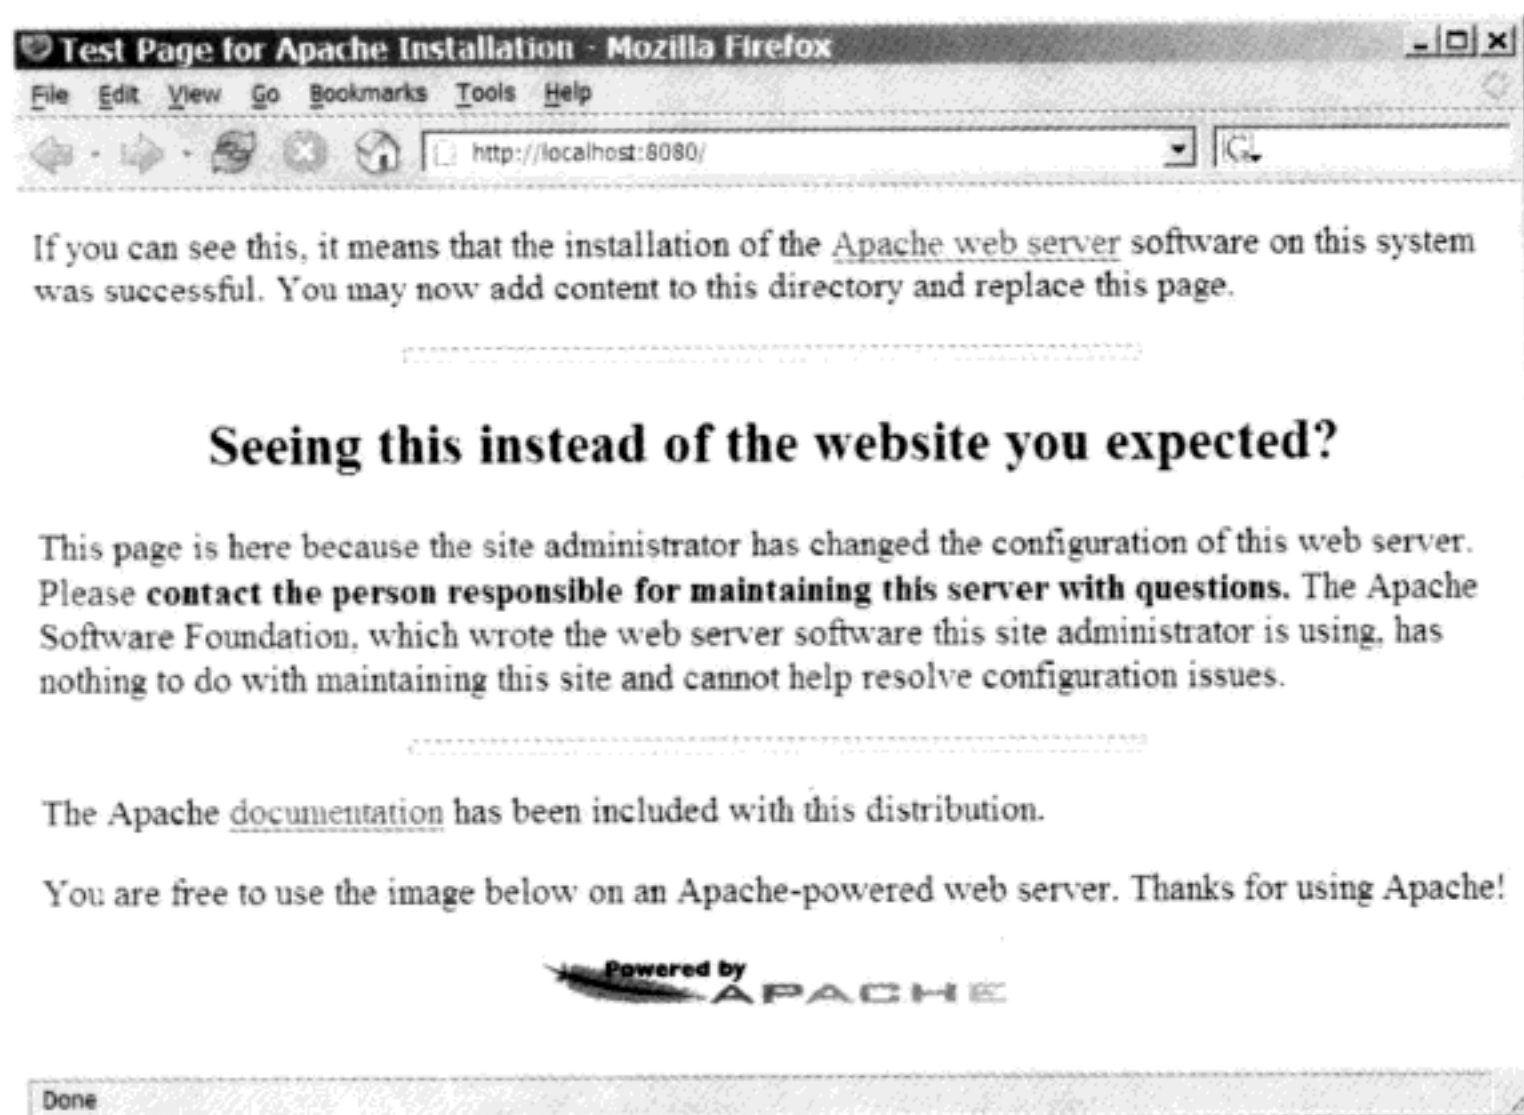 Test Page for Apache Installation - Mozilla Firefox
File Edit View Go Bookmarks Tools Help
http://localhost:8080/
If you can see this, it means that the installation of the Apache web server software on this system
was successful. You may now add content to this directory and replace this page.
Seeing this instead of the website you expected?
This page is here because the site administrator has changed the configuration of this web server.
Please contact the person responsible for maintaining this server with questions. The Apache
Software Foundation, which wrote the web server software this site administrator is using, has
nothing to do with maintaining this site and cannot help resolve configuration issues.
The Apache documentation has been included with this distribution.
You are free to use the image below on an Apache-powered web server. Thanks for using Apache!
Powered by
APACHE
Done